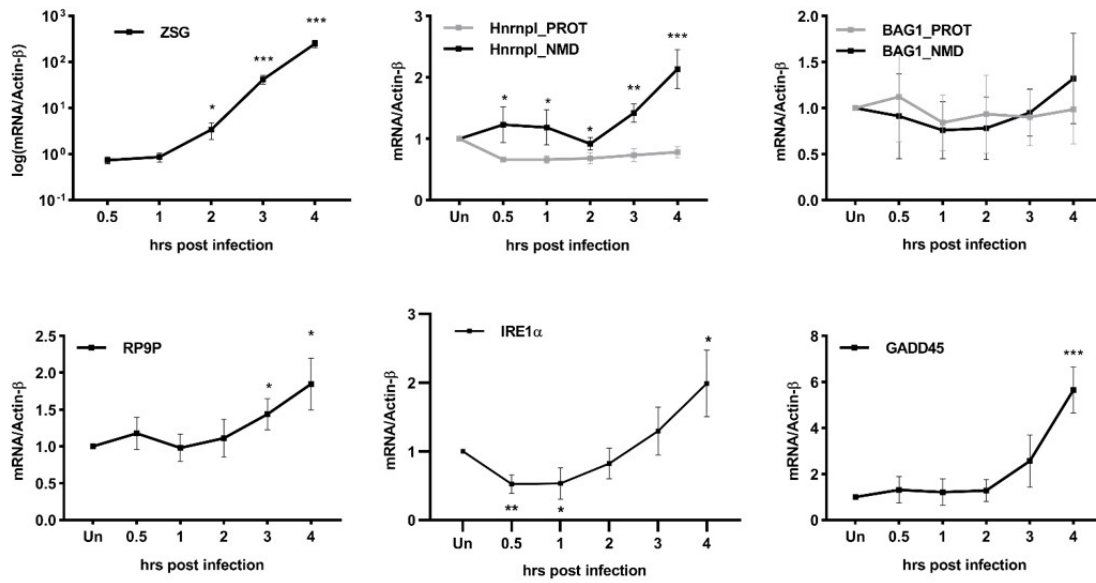 ZSG
log(mRNA/Actin-β)
10³
10²
10¹
10⁰
10⁻¹
*
***
***
0.5 1 2 3 4
hrs post infection
Hnrnpl_PROT
Hnrnpl_NMD
mRNA/Actin-β
3
2
1
0
*
*
*
**
***
Un 0.5 1 2 3 4
hrs post infection
BAG1_PROT
BAG1_NMD
mRNA/Actin-β
2.0
1.5
1.0
0.5
0.0
Un 0.5 1 2 3 4
hrs post infection
RP9P
mRNA/Actin-β
2.5
2.0
1.5
1.0
0.5
0.0
*
*
Un 0.5 1 2 3 4
hrs post infection
IRE1α
mRNA/Actin-β
3
2
1
0
**
*
*
Un 0.5 1 2 3 4
hrs post infection
GADD45
mRNA/Actin-β
8
6
4
2
0
***
Un 0.5 1 2 3 4
hrs post infection